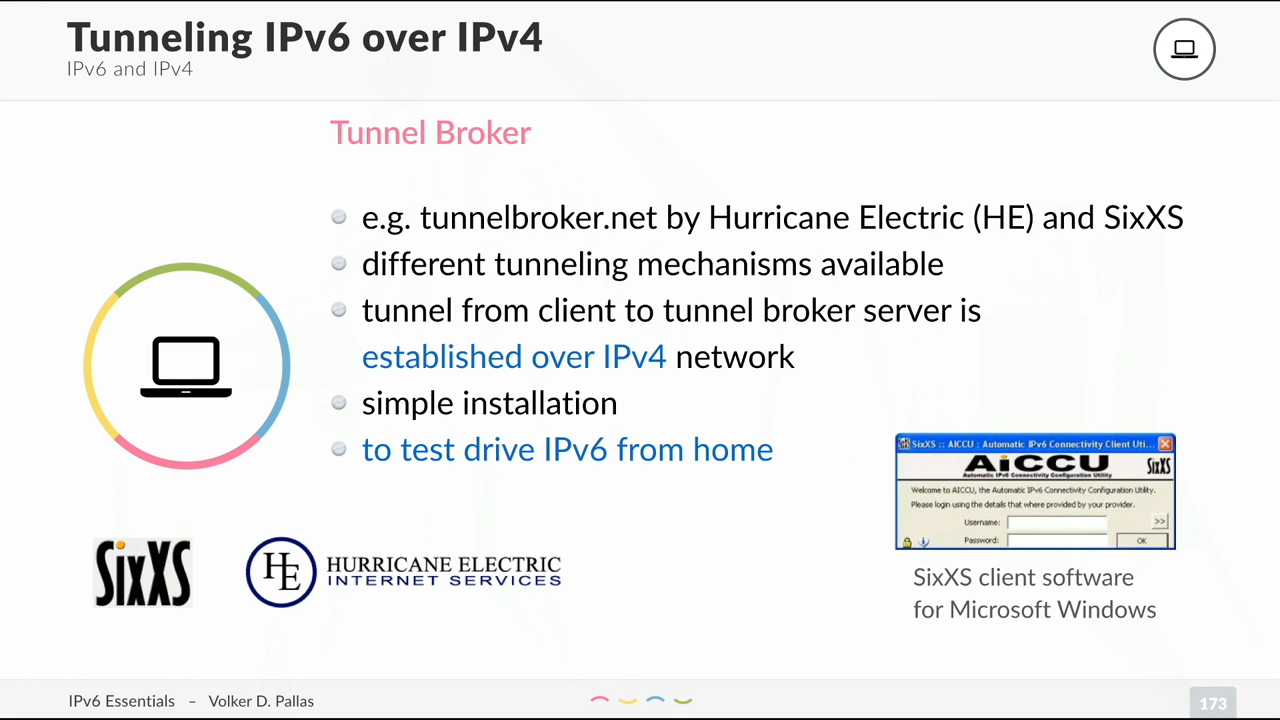 Tunneling IPv6 over IPv4
IPv6 and IPv4
Tunnel Broker
e.g. tunnelbroker.net by Hurricane Electric (HE) and SixXS
different tunneling mechanisms available
tunnel from client to tunnel broker server is
established over IPv4 network
simple installation
to test drive IPv6 from home
SixXS :: AICCU : Automatic IPv6 Connectivity Client Uti...
AiCCU
SixXS
Automatic IPv6 Connectivity Configuration Utility
Welcome to AICCU, the Automatic IPv6 Connectivity Configuration Utility.
Please login using the details that where provided by your provider.
Username:
>>
Password:
OK
SixXS
HE
HURRICANE ELECTRIC
INTERNET SERVICES
SixXS client software
for Microsoft Windows
IPv6 Essentials – Volker D. Pallas
173